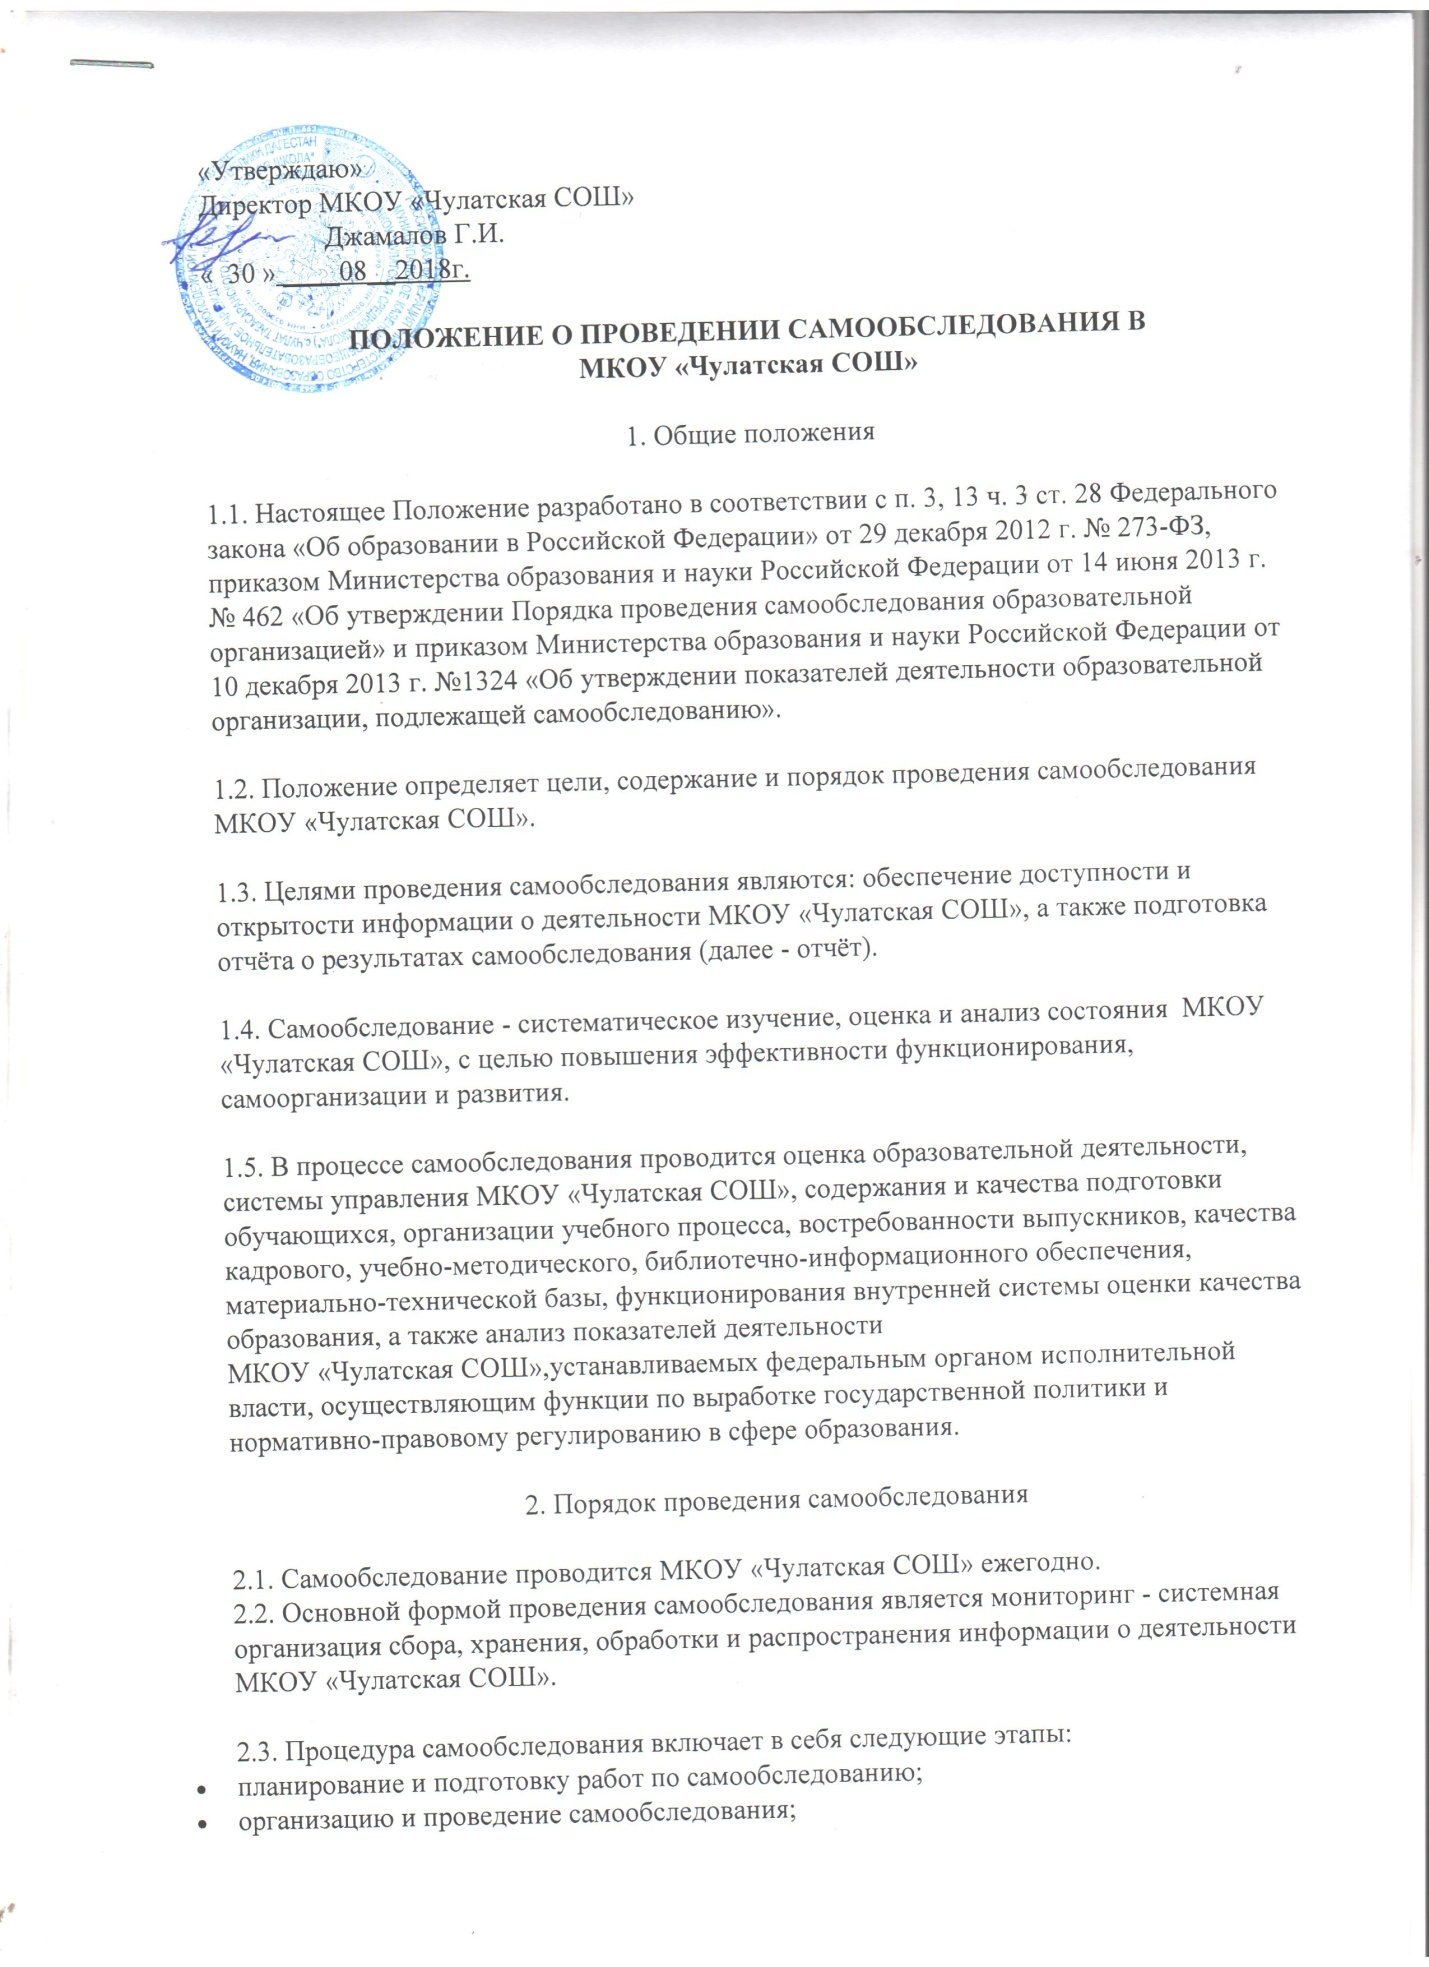 «Утверждаю»
Директор МКОУ «Чулатская СОШ»
Джамалов Г.И.
« 30 »_____08__2018г.
ПОЛОЖЕНИЕ О ПРОВЕДЕНИИ САМООБСЛЕДОВАНИЯ В
МКОУ «Чулатская СОШ»
1. Общие положения
1.1. Настоящее Положение разработано в соответствии с п. 3, 13 ч. 3 ст. 28 Федерального
закона «Об образовании в Российской Федерации» от 29 декабря 2012 г. № 273-ФЗ,
приказом Министерства образования и науки Российской Федерации от 14 июня 2013 г.
№ 462 «Об утверждении Порядка проведения самообследования образовательной
организацией» и приказом Министерства образования и науки Российской Федерации от
10 декабря 2013 г. №1324 «Об утверждении показателей деятельности образовательной
организации, подлежащей самообследованию».
1.2. Положение определяет цели, содержание и порядок проведения самообследования
МКОУ «Чулатская СОШ».
1.3. Целями проведения самообследования являются: обеспечение доступности и
открытости информации о деятельности МКОУ «Чулатская СОШ», а также подготовка
отчёта о результатах самообследования (далее - отчёт).
1.4. Самообследование - систематическое изучение, оценка и анализ состояния  МКОУ
«Чулатская СОШ», с целью повышения эффективности функционирования,
самоорганизации и развития.
1.5. В процессе самообследования проводится оценка образовательной деятельности,
системы управления МКОУ «Чулатская СОШ», содержания и качества подготовки
обучающихся, организации учебного процесса, востребованности выпускников, качества
кадрового, учебно-методического, библиотечно-информационного обеспечения,
материально-технической базы, функционирования внутренней системы оценки качества
образования, а также анализ показателей деятельности
МКОУ «Чулатская СОШ»,устанавливаемых федеральным органом исполнительной
власти, осуществляющим функции по выработке государственной политики и
нормативно-правовому регулированию в сфере образования.
2. Порядок проведения самообследования
2.1. Самообследование проводится МКОУ «Чулатская СОШ» ежегодно.
2.2. Основной формой проведения самообследования является мониторинг - системная
организация сбора, хранения, обработки и распространения информации о деятельности
МКОУ «Чулатская СОШ».
2.3. Процедура самообследования включает в себя следующие этапы:
• планирование и подготовку работ по самообследованию;
• организацию и проведение самообследования;